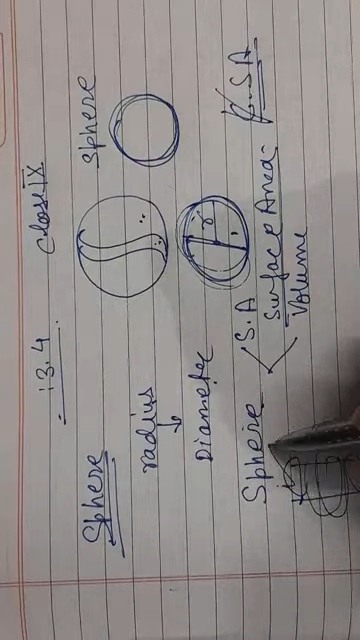 13.4 Class IX
Sphere Sphere
radius
Diameter r
Sphere S.A
Surface Area
Volume